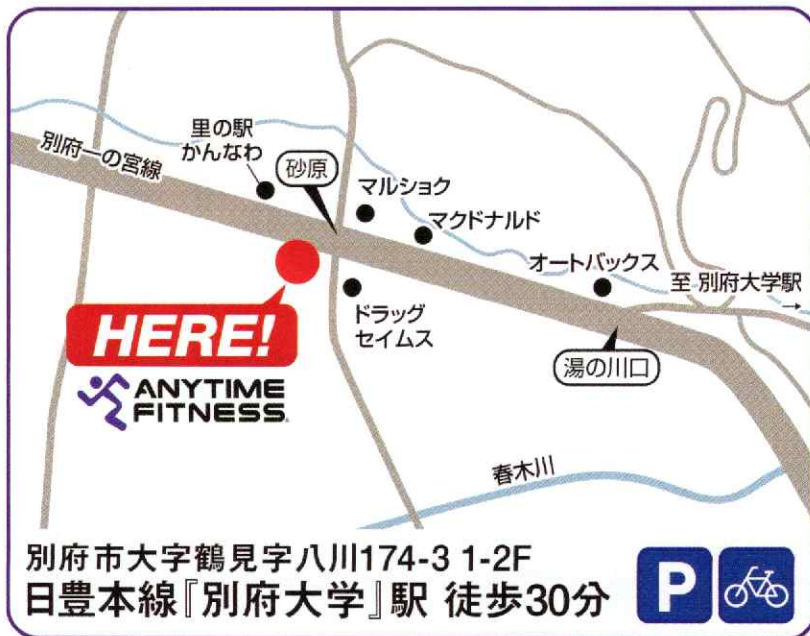 別府一の宮線
里の駅
かんなわ
砂原
マルショク
マクドナルド
オートバックス
至 別府大学駅
→
ドラッグ
セイムス
湯の川口
HERE!
ANYTIME
FITNESS.
春木川
別府市大字鶴見字八川174-3 1-2F
日豊本線『別府大学』駅 徒歩30分
P